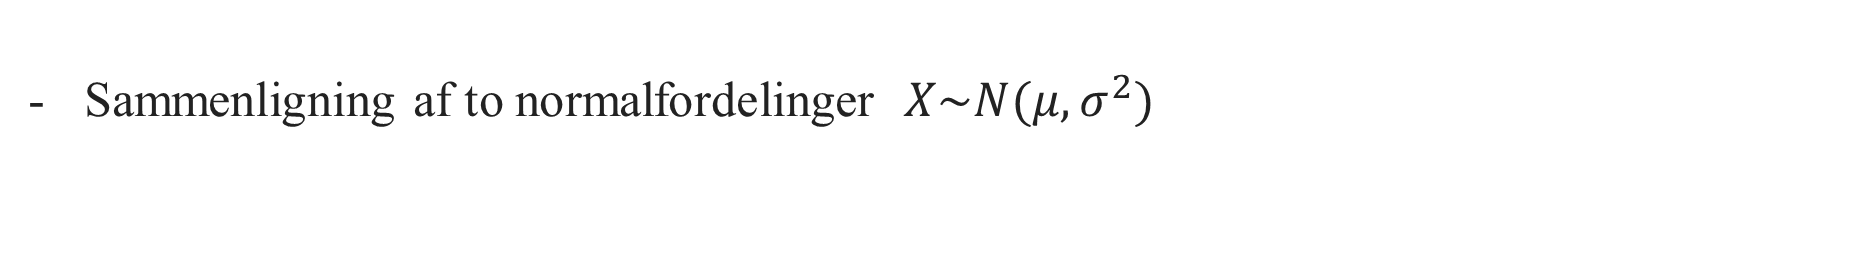 - Sammenligning af to normalfordelinger X~N(μ, σ²)